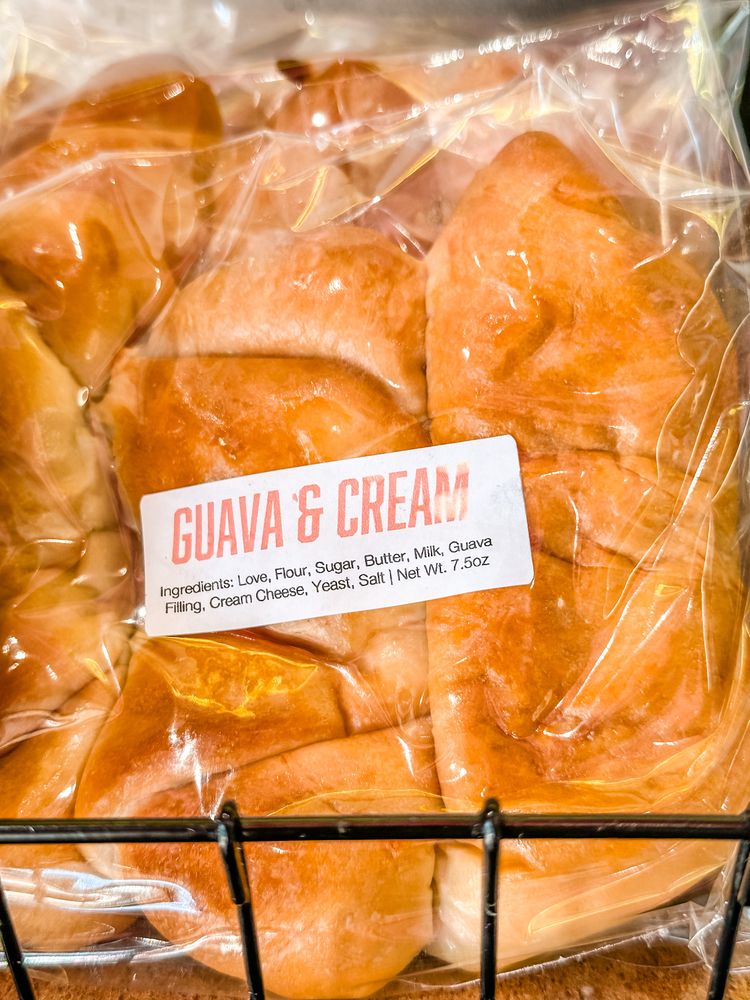 GUAVA & CREAM
Ingredients: Love, Flour, Sugar, Butter, Milk, Guava
Filling, Cream Cheese, Yeast, Salt | Net Wt. 7.5oz